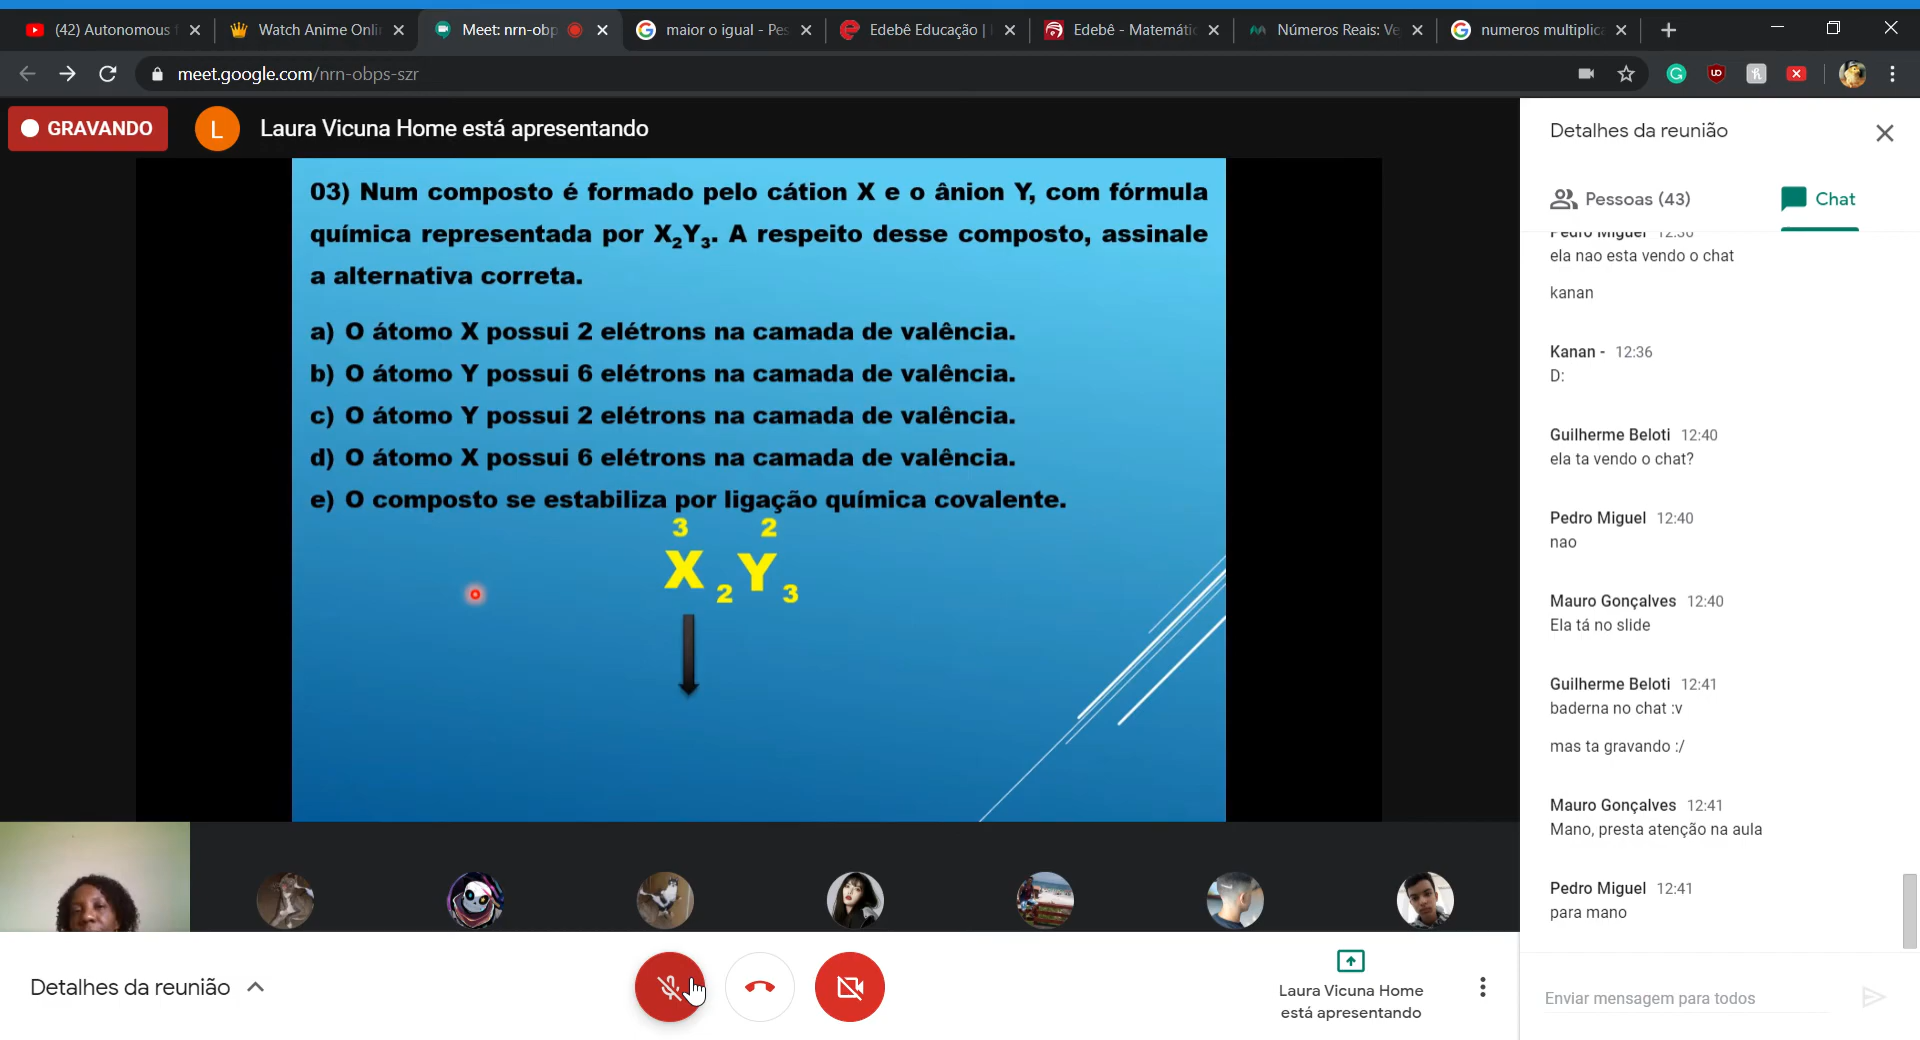 (42) Autonomous
Watch Anime Onli
Meet: nrn-obp
maior o igual - Pes
Edebê Educação |
Edebê - Matemáti
Números Reais: Ve
numeros multiplica
meet.google.com/nrn-obps-szr
GRAVANDO
L
Laura Vicuna Home está apresentando
03) Num composto é formado pelo cátion X e o ânion Y, com fórmula
química representada por X₂Y₃. A respeito desse composto, assinale
a alternativa correta.
a) O átomo X possui 2 elétrons na camada de valência.
b) O átomo Y possui 6 elétrons na camada de valência.
c) O átomo Y possui 2 elétrons na camada de valência.
d) O átomo X possui 6 elétrons na camada de valência.
e) O composto se estabiliza por ligação química covalente.
3 2
X 2 Y 3
Detalhes da reunião
Pessoas (43)
Chat
Pedro Miguel 12:36
ela nao esta vendo o chat
kanan
Kanan - 12:36
D:
Guilherme Beloti 12:40
ela ta vendo o chat?
Pedro Miguel 12:40
nao
Mauro Gonçalves 12:40
Ela tá no slide
Guilherme Beloti 12:41
baderna no chat :v
mas ta gravando :/
Mauro Gonçalves 12:41
Mano, presta atenção na aula
Pedro Miguel 12:41
para mano
Enviar mensagem para todos
Detalhes da reunião
Laura Vicuna Home
está apresentando